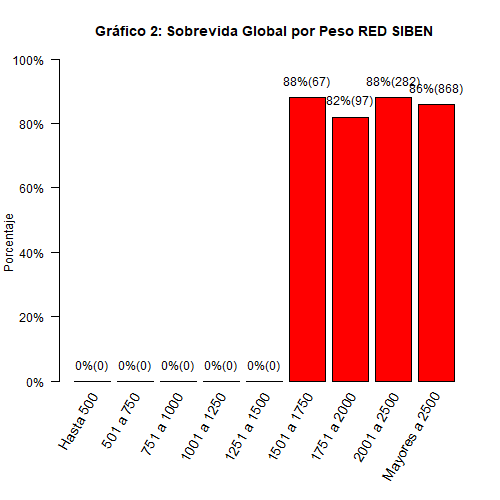 Gráfico 2: Sobrevida Global por Peso RED SIBEN
Porcentaje
100%
80%
60%
40%
20%
0%
0%(0) 0%(0) 0%(0) 0%(0) 0%(0) 88%(67) 82%(97) 88%(282) 86%(868)
Hasta 500
501 a 750
751 a 1000
1001 a 1250
1251 a 1500
1501 a 1750
1751 a 2000
2001 a 2500
Mayores a 2500